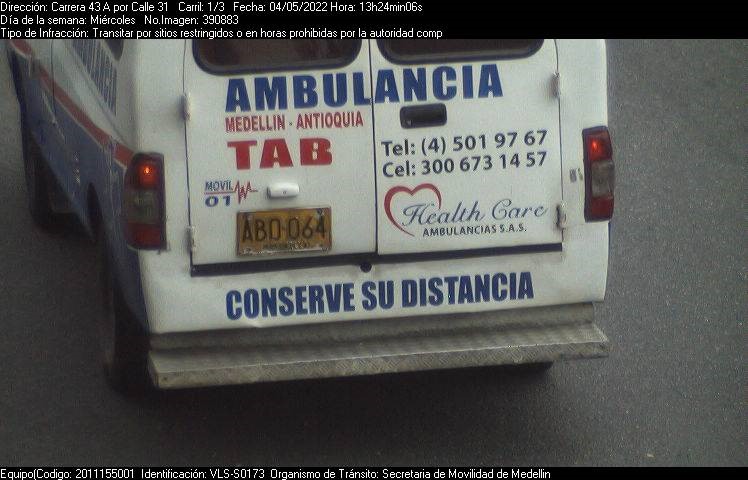 Dirección: Carrera 43 A por Calle 31 Carril: 1/3 Fecha: 04/05/2022 Hora: 13h24min06s
Día de la semana: Miércoles No.Imagen: 390883
Tipo de Infracción: Transitar por sitios restringidos o en horas prohibidas por la autoridad comp
AMBULANCIA
AMBULANCIA
MEDELLIN - ANTIOQUIA
TAB
Tel: (4) 501 97 67
Cel: 300 673 14 57
MOVIL
01
Health Care
AMBULANCIAS S.A.S.
ABD-064
CONSERVE SU DISTANCIA
Equipo(Codigo: 2011155001 Identificación: VLS-S0173 Organismo de Tránsito: Secretaria de Movilidad de Medellin